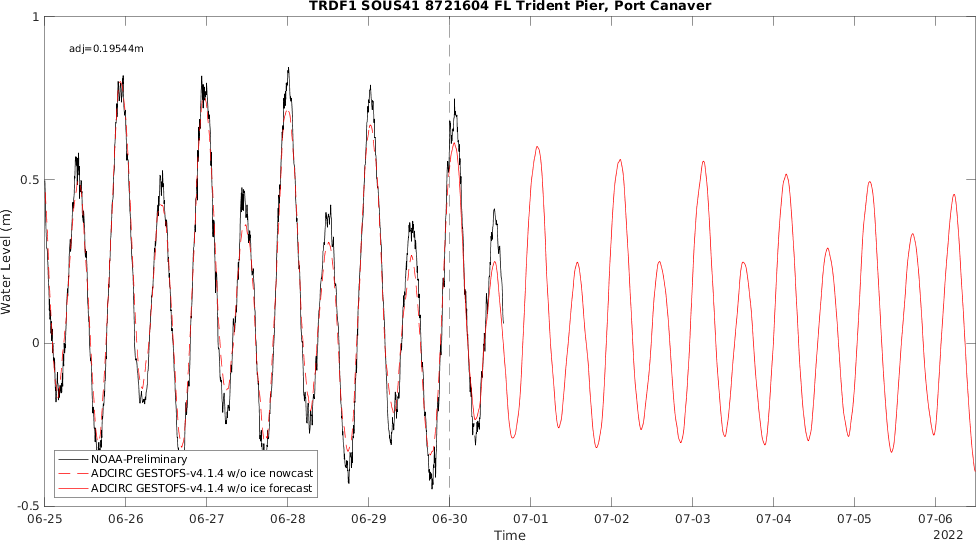 TRDF1 SOUS41 8721604 FL Trident Pier, Port Canaver
1
adj=0.19544m
0.5
Water Level (m)
0
NOAA-Preliminary
ADCIRC GESTOFS-v4.1.4 w/o ice nowcast
ADCIRC GESTOFS-v4.1.4 w/o ice forecast
-0.5
06-25 06-26 06-27 06-28 06-29 06-30 07-01 07-02 07-03 07-04 07-05 07-06
Time
2022